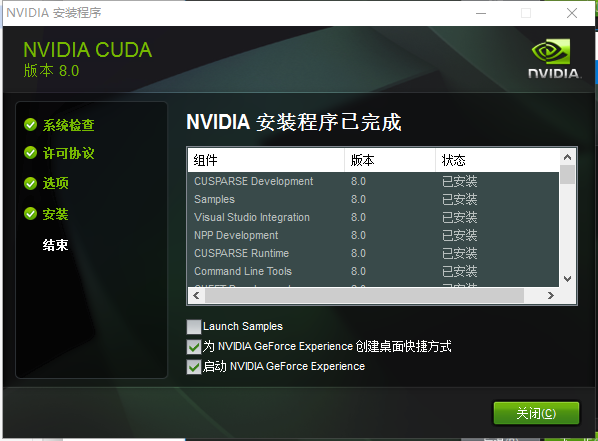 NVIDIA 安装程序
NVIDIA CUDA
版本 8.0
NVIDIA
系统检查
许可协议
选项
安装
结束
NVIDIA 安装程序已完成
组件 版本 状态
CUSPARSE Development 8.0 已安装
Samples 8.0 已安装
Visual Studio Integration 8.0 已安装
NPP Development 8.0 已安装
CUSPARSE Runtime 8.0 已安装
Command Line Tools 8.0 已安装
Launch Samples
为 NVIDIA GeForce Experience 创建桌面快捷方式
启动 NVIDIA GeForce Experience
关闭(C)